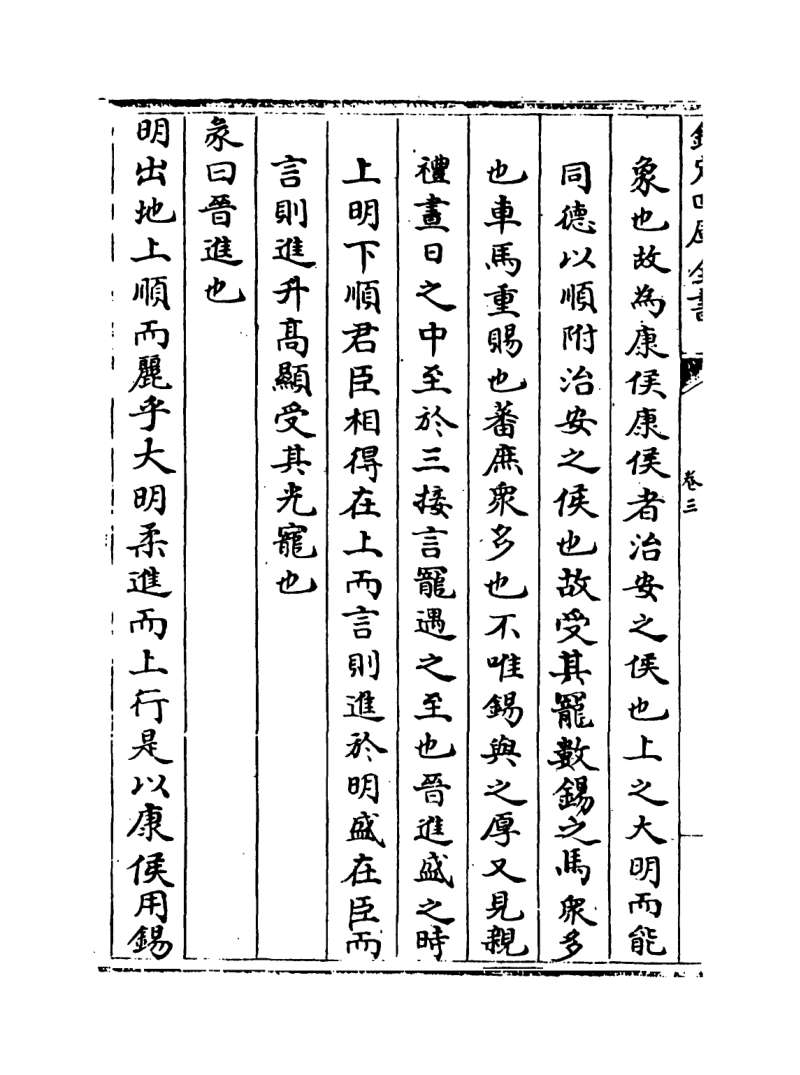 欽定四庫全書
卷三
象也故為康侯康侯者治安之侯也上之大明而能
同德以順附治安之侯也故受其寵數錫之馬衆多
也車馬重賜也蕃庶衆多也不唯錫與之厚又見親
禮晝日之中至於三接言寵遇之至也晉進盛之時
上明下順君臣相得在上而言則進於明盛在臣而
言則進升高顯受其光寵也
彖曰晉進也
明出地上順而麗乎大明柔進而上行是以康侯用錫